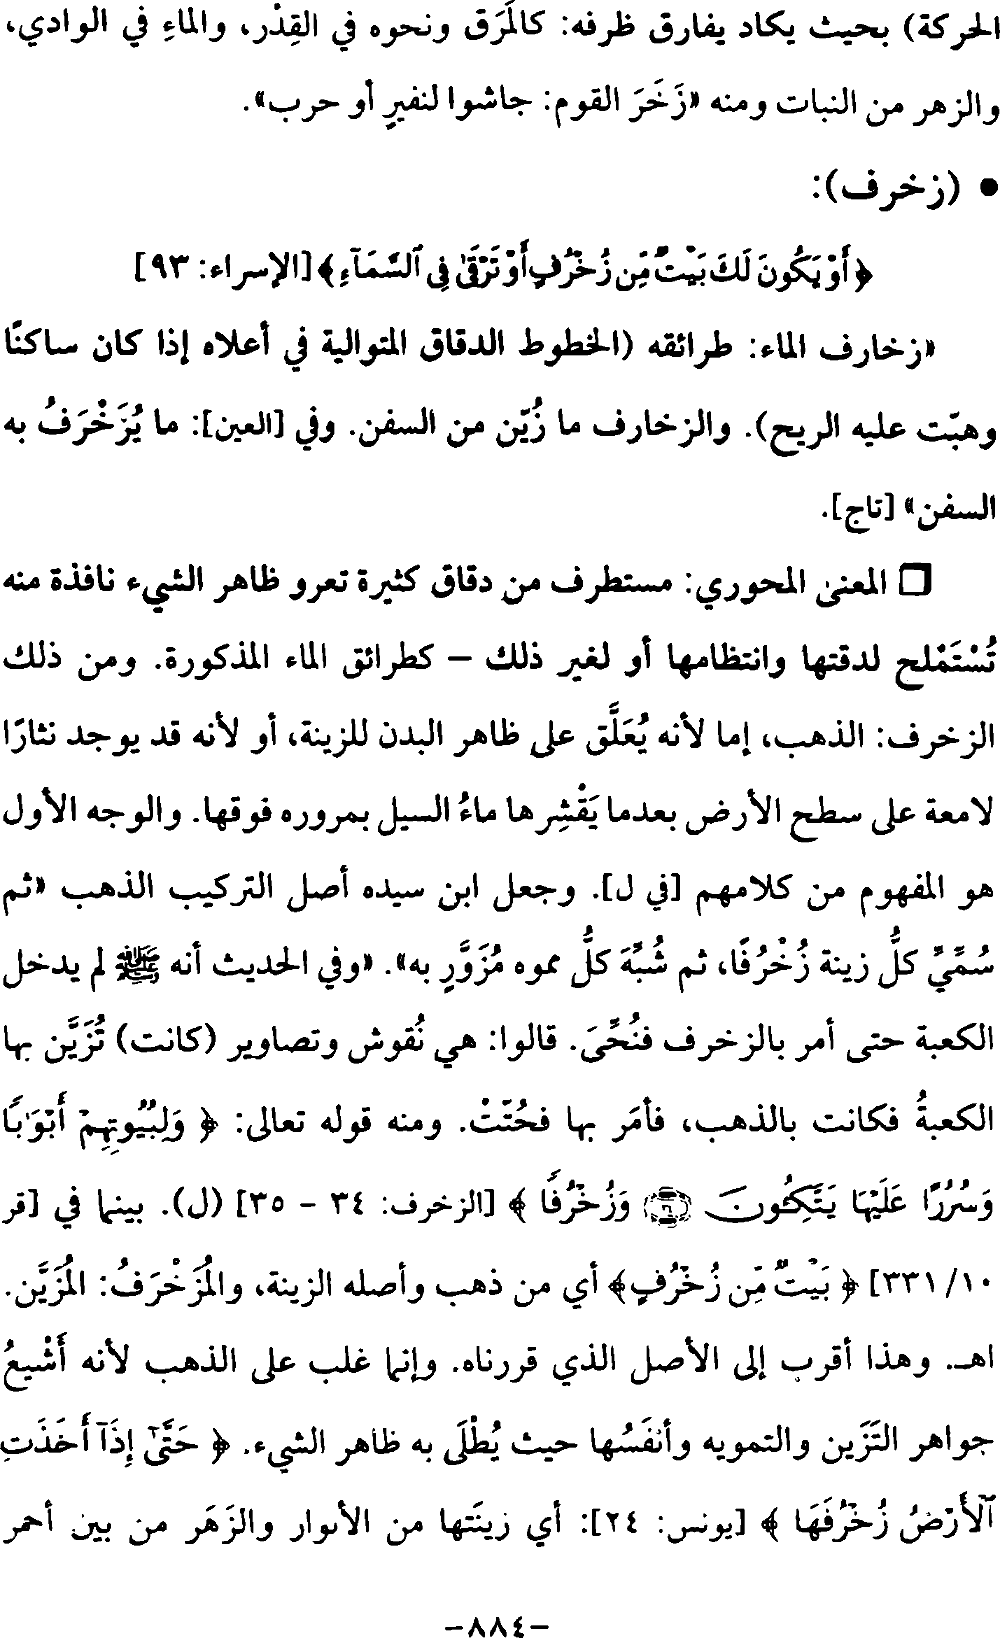 الحركة) بحيث يكاد يفارق ظرفه: كالمَرَق ونحوه في القِدْر، والماءِ في الوادي،
والزهر من النبات ومنه «زَخَرَ القوم: جاشوا لنفيرٍ أو حرب».
• (زخرف):
﴿أَوْ يَكُونَ لَكَ بَيْتٌ مِّن زُخْرُفٍ أَوْ تَرْقَىٰ فِى ٱلسَّمَآءِ﴾ [الإسراء: ٩٣]
«زخارف الماء: طرائقه (الخطوط الدقاق المتوالية في أعلاه إذا كان ساكنًا
وهبّت عليه الريح). والزخارف ما زُيّن من السفن. وفي [العين]: ما يُزَخْرَفُ به
السفن» [تاج].
❒ المعنى المحوري: مستطرف من دقاق كثيرة تعرو ظاهر الشيء نافذة منه
تُسْتَمْلح لدقتها وانتظامها أو لغير ذلك – كطرائق الماء المذكورة. ومن ذلك
الزخرف: الذهب، إما لأنه يُعَلَّق على ظاهر البدن للزينة، أو لأنه قد يوجد نثارًا
لامعة على سطح الأرض بعدما يَقْشِرها ماءُ السيل بمروره فوقها. والوجه الأول
هو المفهوم من كلامهم [في ل]. وجعل ابن سيده أصل التركيب الذهب «ثم
سُمِّيَ كلُّ زينة زُخْرُفًا، ثم شُبِّهَ كلُّ مموه مُزَوَّرٍ به». «وفي الحديث أنه ﷺ لم يدخل
الكعبة حتى أمر بالزخرف فنُحِّىَ. قالوا: هي نُقوش وتصاوير (كانت) تُزَيَّن بها
الكعبةُ فكانت بالذهب، فأمَر بها فحُتّتْ. ومنه قوله تعالى: ﴿وَلِبُيُوتِهِمْ أَبْوَٰبًا
وَسُرُرًا عَلَيْهَا يَتَّكِـُٔونَ ۝ وَزُخْرُفًا﴾ [الزخرف: ٣٤ – ٣٥] (ل). بينما في [قر
١٠/ ٣٣١] ﴿بَيْتٌ مِّن زُخْرُفٍ﴾ أي من ذهب وأصله الزينة، والمُزَخْرَفُ: المُزَيَّن.
اهـ. وهذا أقرب إلى الأصل الذي قررناه. وإنما غلب على الذهب لأنه أَشْيعُ
جواهر التَزَين والتمويه وأنفَسُها حيث يُطْلَى به ظاهر الشيء. ﴿حَتَّىٰٓ إِذَآ أَخَذَتِ
ٱلْأَرْضُ زُخْرُفَهَا﴾ [يونس: ٢٤]: أي زينَتها من الأنوار والزَهَر من بين أحمر
-٨٨٤-